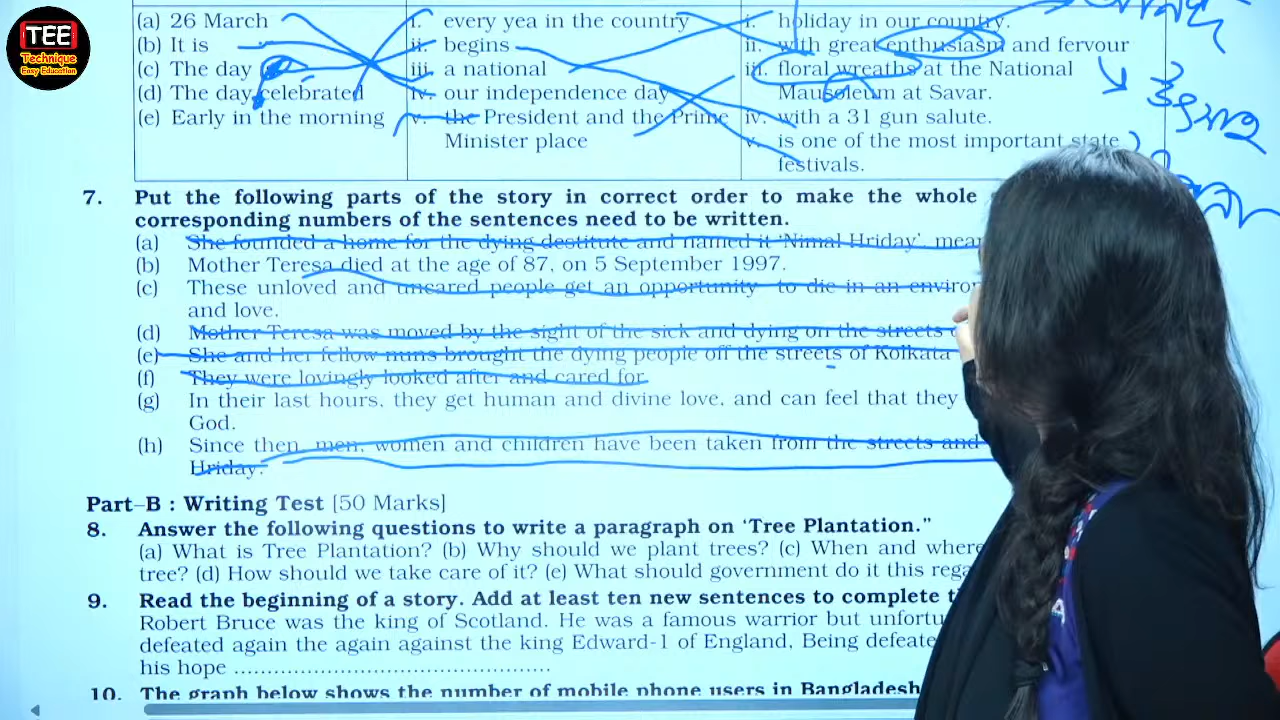 TEE
Technique
Easy Education
(a) 26 March
(b) It is
(c) The day
(d) The day celebrated
(e) Early in the morning
i. every yea in the country
ii. begins
iii. a national
iv. our independence day
v. the President and the Prime
Minister place
i. holiday in our country.
ii. with great enthusiasm and fervour
iii. floral wreaths at the National
Mausoleum at Savar.
iv. with a 31 gun salute.
v. is one of the most important state
festivals.
7. Put the following parts of the story in correct order to make the whole
corresponding numbers of the sentences need to be written.
(a) She founded a home for the dying destitute and named it 'Nimal Hriday'
(b) Mother Teresa died at the age of 87, on 5 September 1997.
(c) These unloved and uncared people get an opportunity to die in an
and love.
(d) Mother Teresa was moved by the sight of the sick and dying on the streets
(e) She and her fellow nuns brought the dying people off the streets of Kolkata
(f) They were lovingly looked after and cared for
(g) In their last hours, they get human and divine love, and can feel that they
God.
(h) Since then, men, women and children have been taken from the streets and
Hriday.
Part-B : Writing Test [50 Marks]
8. Answer the following questions to write a paragraph on 'Tree Plantation."
(a) What is Tree Plantation? (b) Why should we plant trees? (c) When and where
tree? (d) How should we take care of it? (e) What should government do it this
9. Read the beginning of a story. Add at least ten new sentences to complete
Robert Bruce was the king of Scotland. He was a famous warrior but
defeated again the again against the king Edward-1 of England, Being
his hope ................................................
10. The graph below shows the number of mobile phone users in Bangladesh